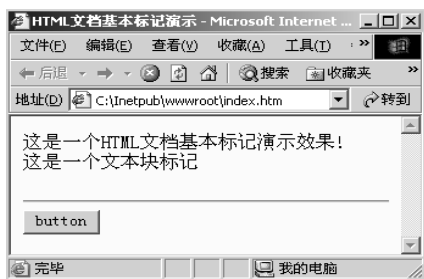 HTML文档基本标记演示 - Microsoft Internet ...
文件(F) 编辑(E) 查看(V) 收藏(A) 工具(T) »
后退 搜索 收藏夹 »
地址(D) C:\Inetpub\wwwroot\index.htm 转到
这是一个HTML文档基本标记演示效果!
这是一个文本块标记
button
完毕 我的电脑